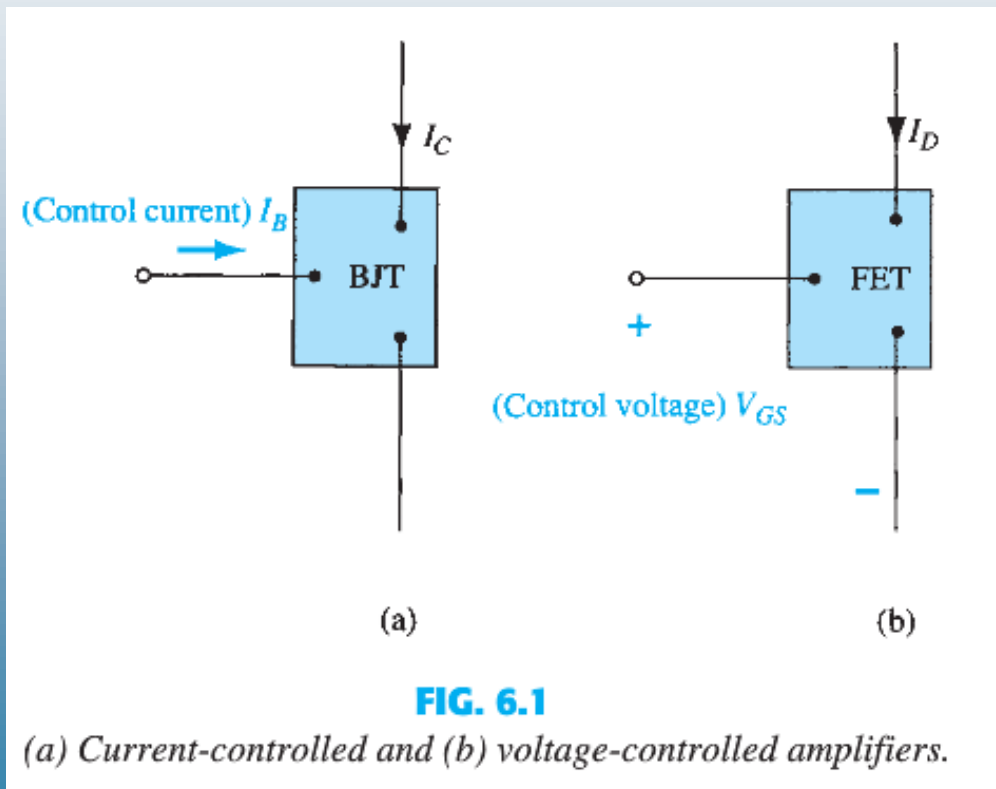 I_C
I_D
(Control current) I_B
BJT
FET
+
(Control voltage) V_GS
–
(a)
(b)
FIG. 6.1
(a) Current-controlled and (b) voltage-controlled amplifiers.